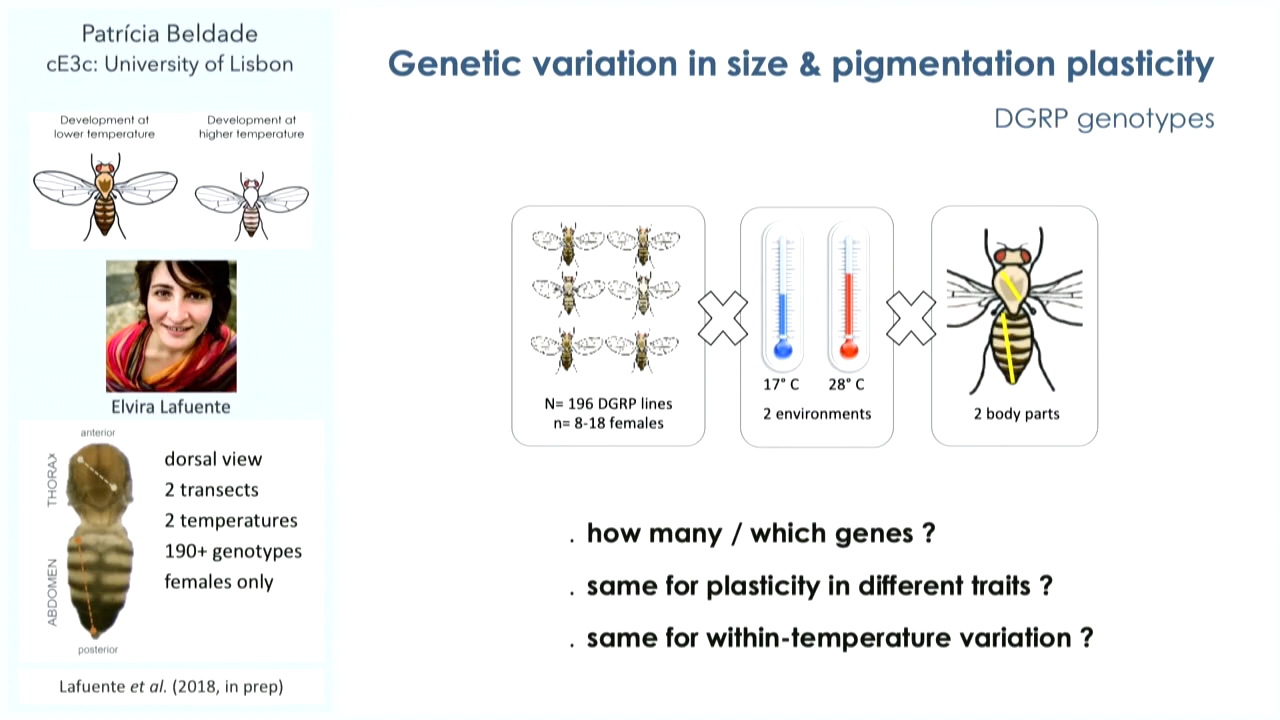 Patrícia Beldade
cE3c: University of Lisbon
Development at
lower temperature
Development at
higher temperature
Elvira Lafuente
anterior
THORAX
ABDOMEN
posterior
dorsal view
2 transects
2 temperatures
190+ genotypes
females only
Lafuente et al. (2018, in prep)
Genetic variation in size & pigmentation plasticity
DGRP genotypes
N= 196 DGRP lines
n= 8-18 females
17° C
28° C
2 environments
2 body parts
. how many / which genes ?
. same for plasticity in different traits ?
. same for within-temperature variation ?